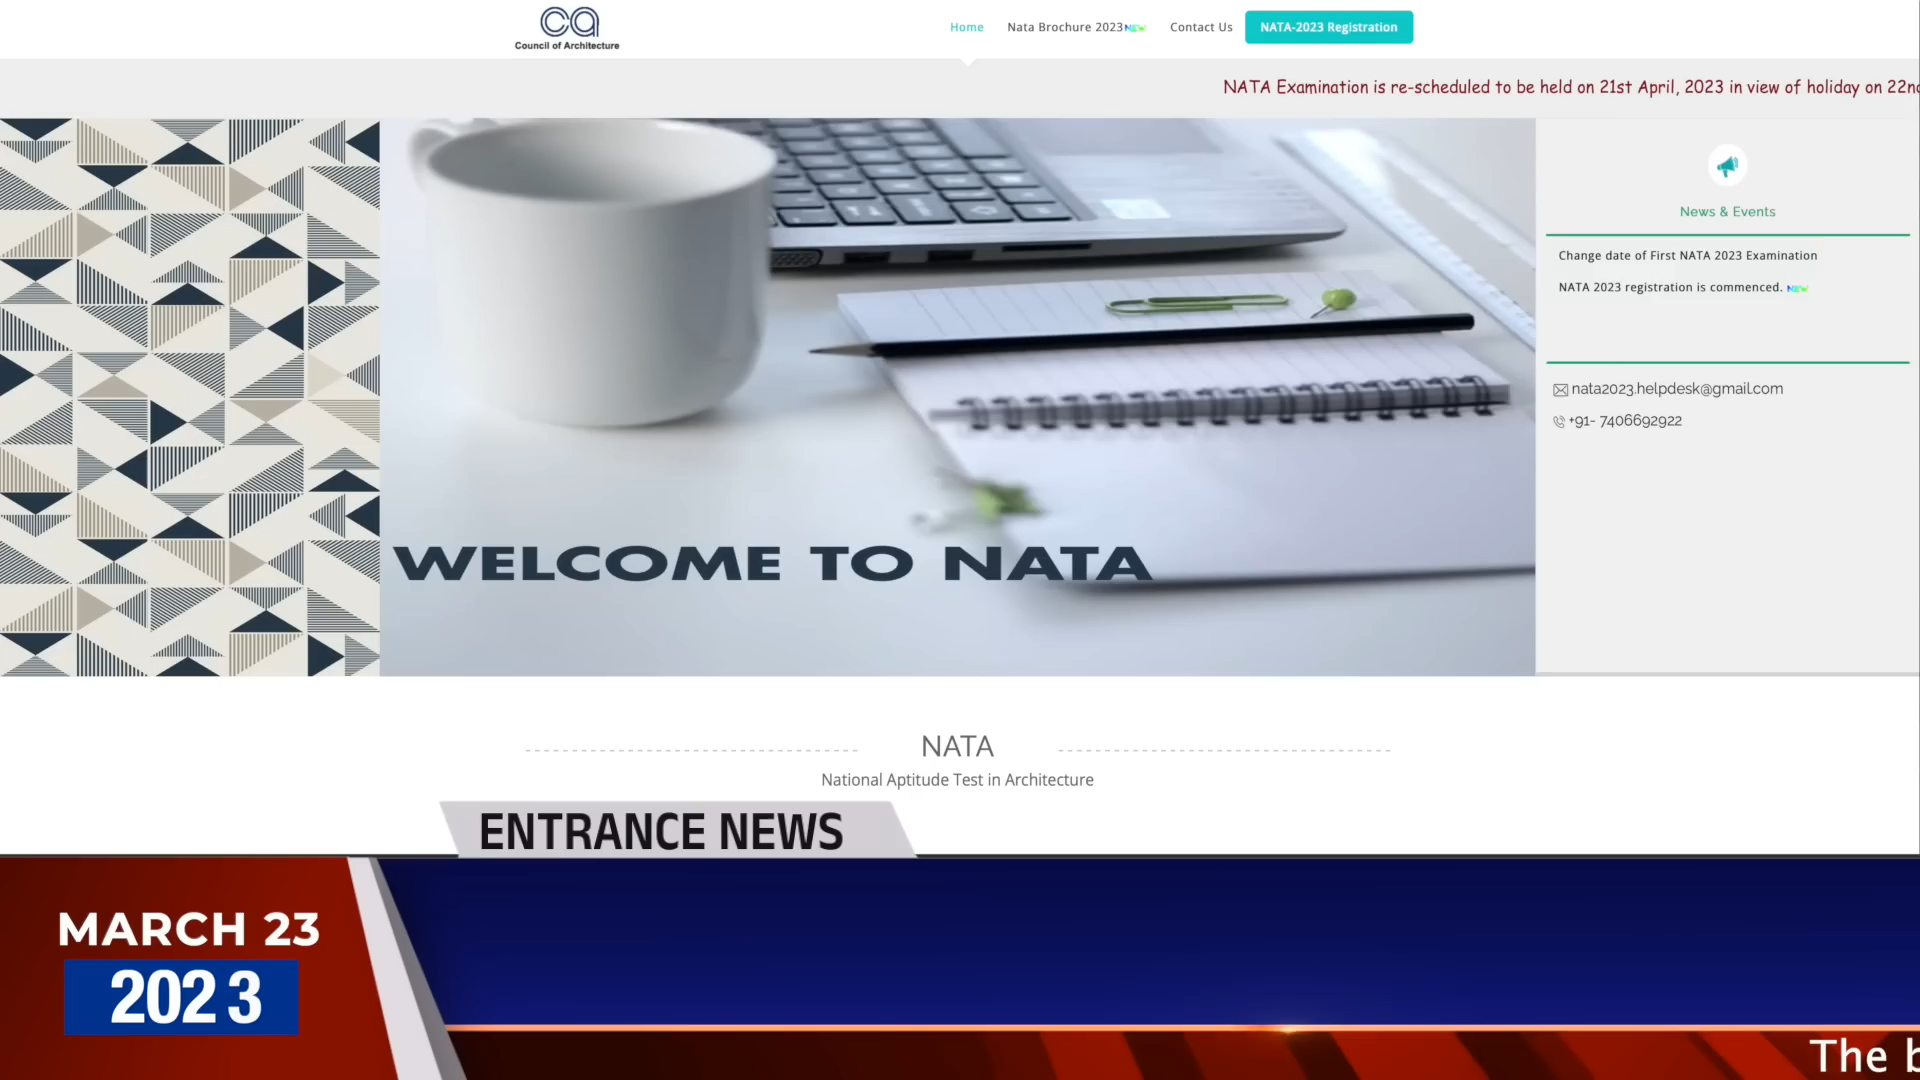 ca
Council of Architecture
Home
Nata Brochure 2023 NEW
Contact Us
NATA-2023 Registration
NATA Examination is re-scheduled to be held on 21st April, 2023 in view of holiday on
News & Events
Change date of First NATA 2023 Examination
NATA 2023 registration is commenced. NEW
nata2023.helpdesk@gmail.com
+91- 7406692922
WELCOME TO NATA
NATA
National Aptitude Test in Architecture
ENTRANCE NEWS
MARCH 23
2023
The